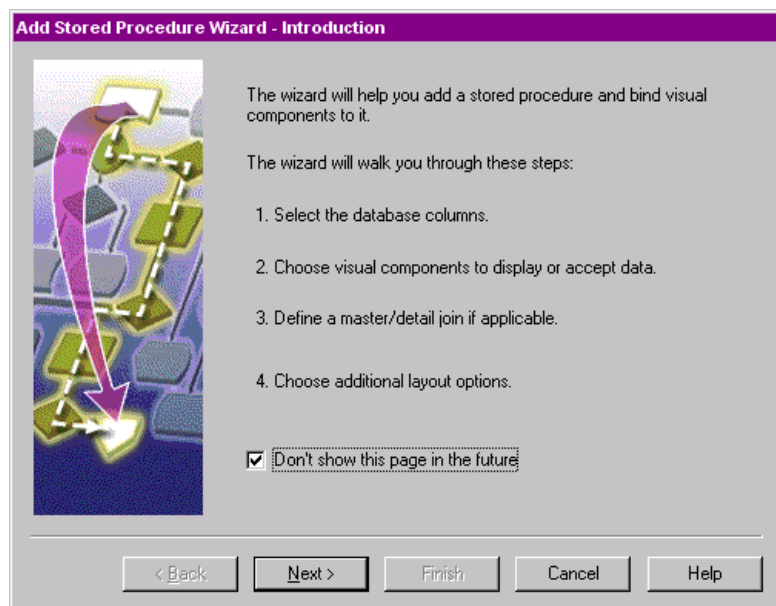 Add Stored Procedure Wizard - Introduction
The wizard will help you add a stored procedure and bind visual
components to it.
The wizard will walk you through these steps:
1. Select the database columns.
2. Choose visual components to display or accept data.
3. Define a master/detail join if applicable.
4. Choose additional layout options.
Don't show this page in the future
< Back Next > Finish Cancel Help